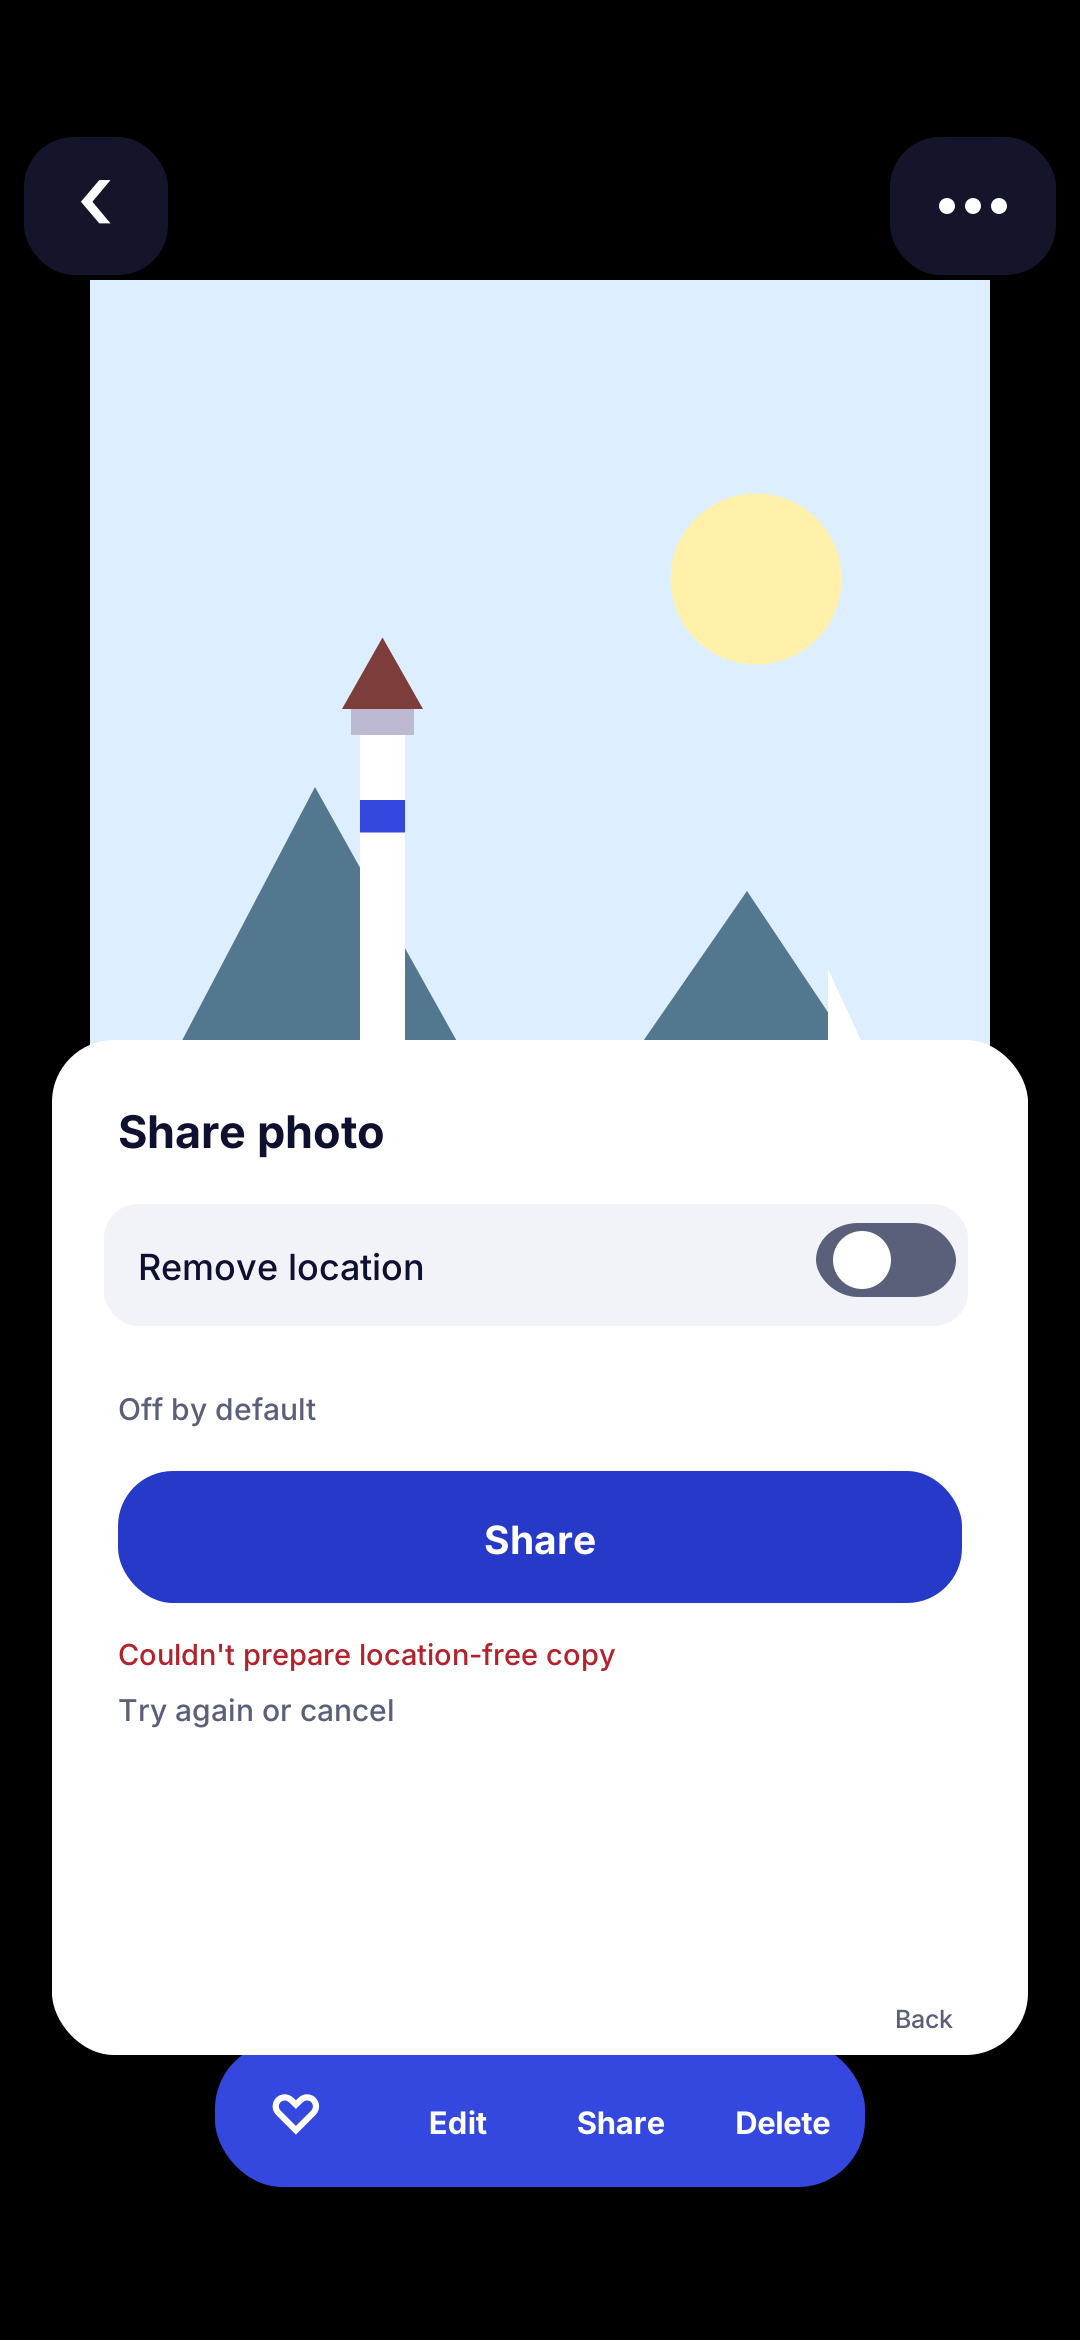 Share photo
Remove location
Off by default
Share
Couldn't prepare location-free copy
Try again or cancel
Back
Edit Share Delete